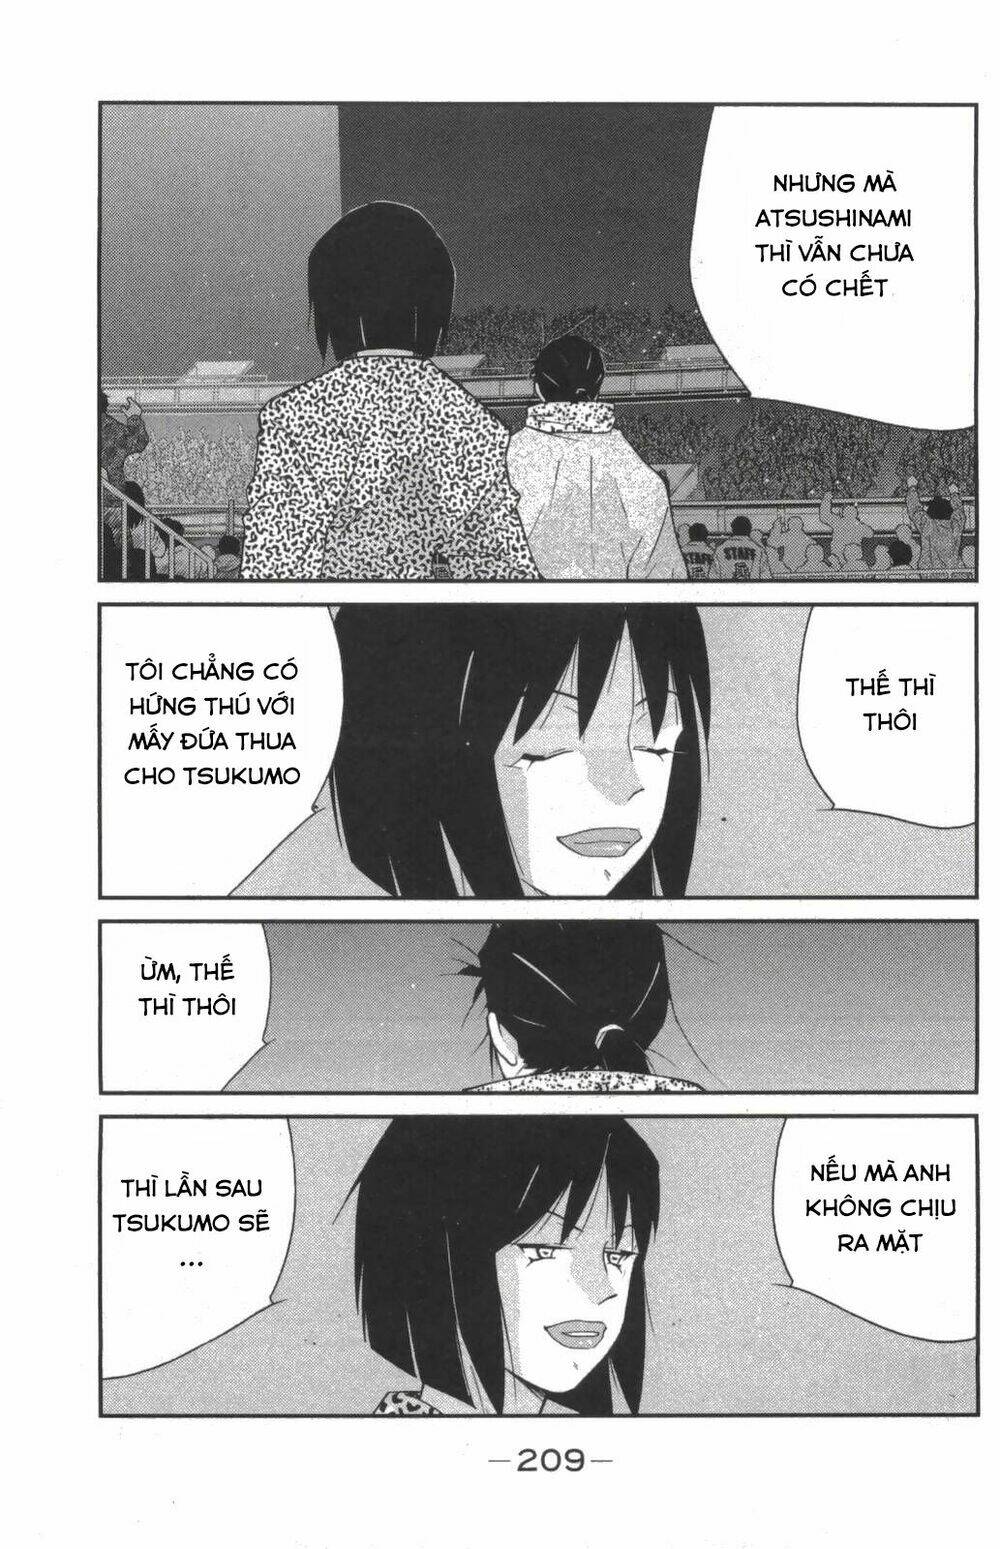 NHƯNG MÀ
ATSUSHINAMI
THÌ VẪN CHƯA
CÓ CHẾT
STAFF
STAFF
THẾ THÌ
THÔI
TÔI CHẲNG CÓ
HỨNG THÚ VỚI
MẤY ĐỨA THUA
CHO TSUKUMO
ỪM, THẾ
THÌ THÔI
NẾU MÀ ANH
KHÔNG CHỊU
RA MẶT
THÌ LẦN SAU
TSUKUMO SẼ
...
—209—